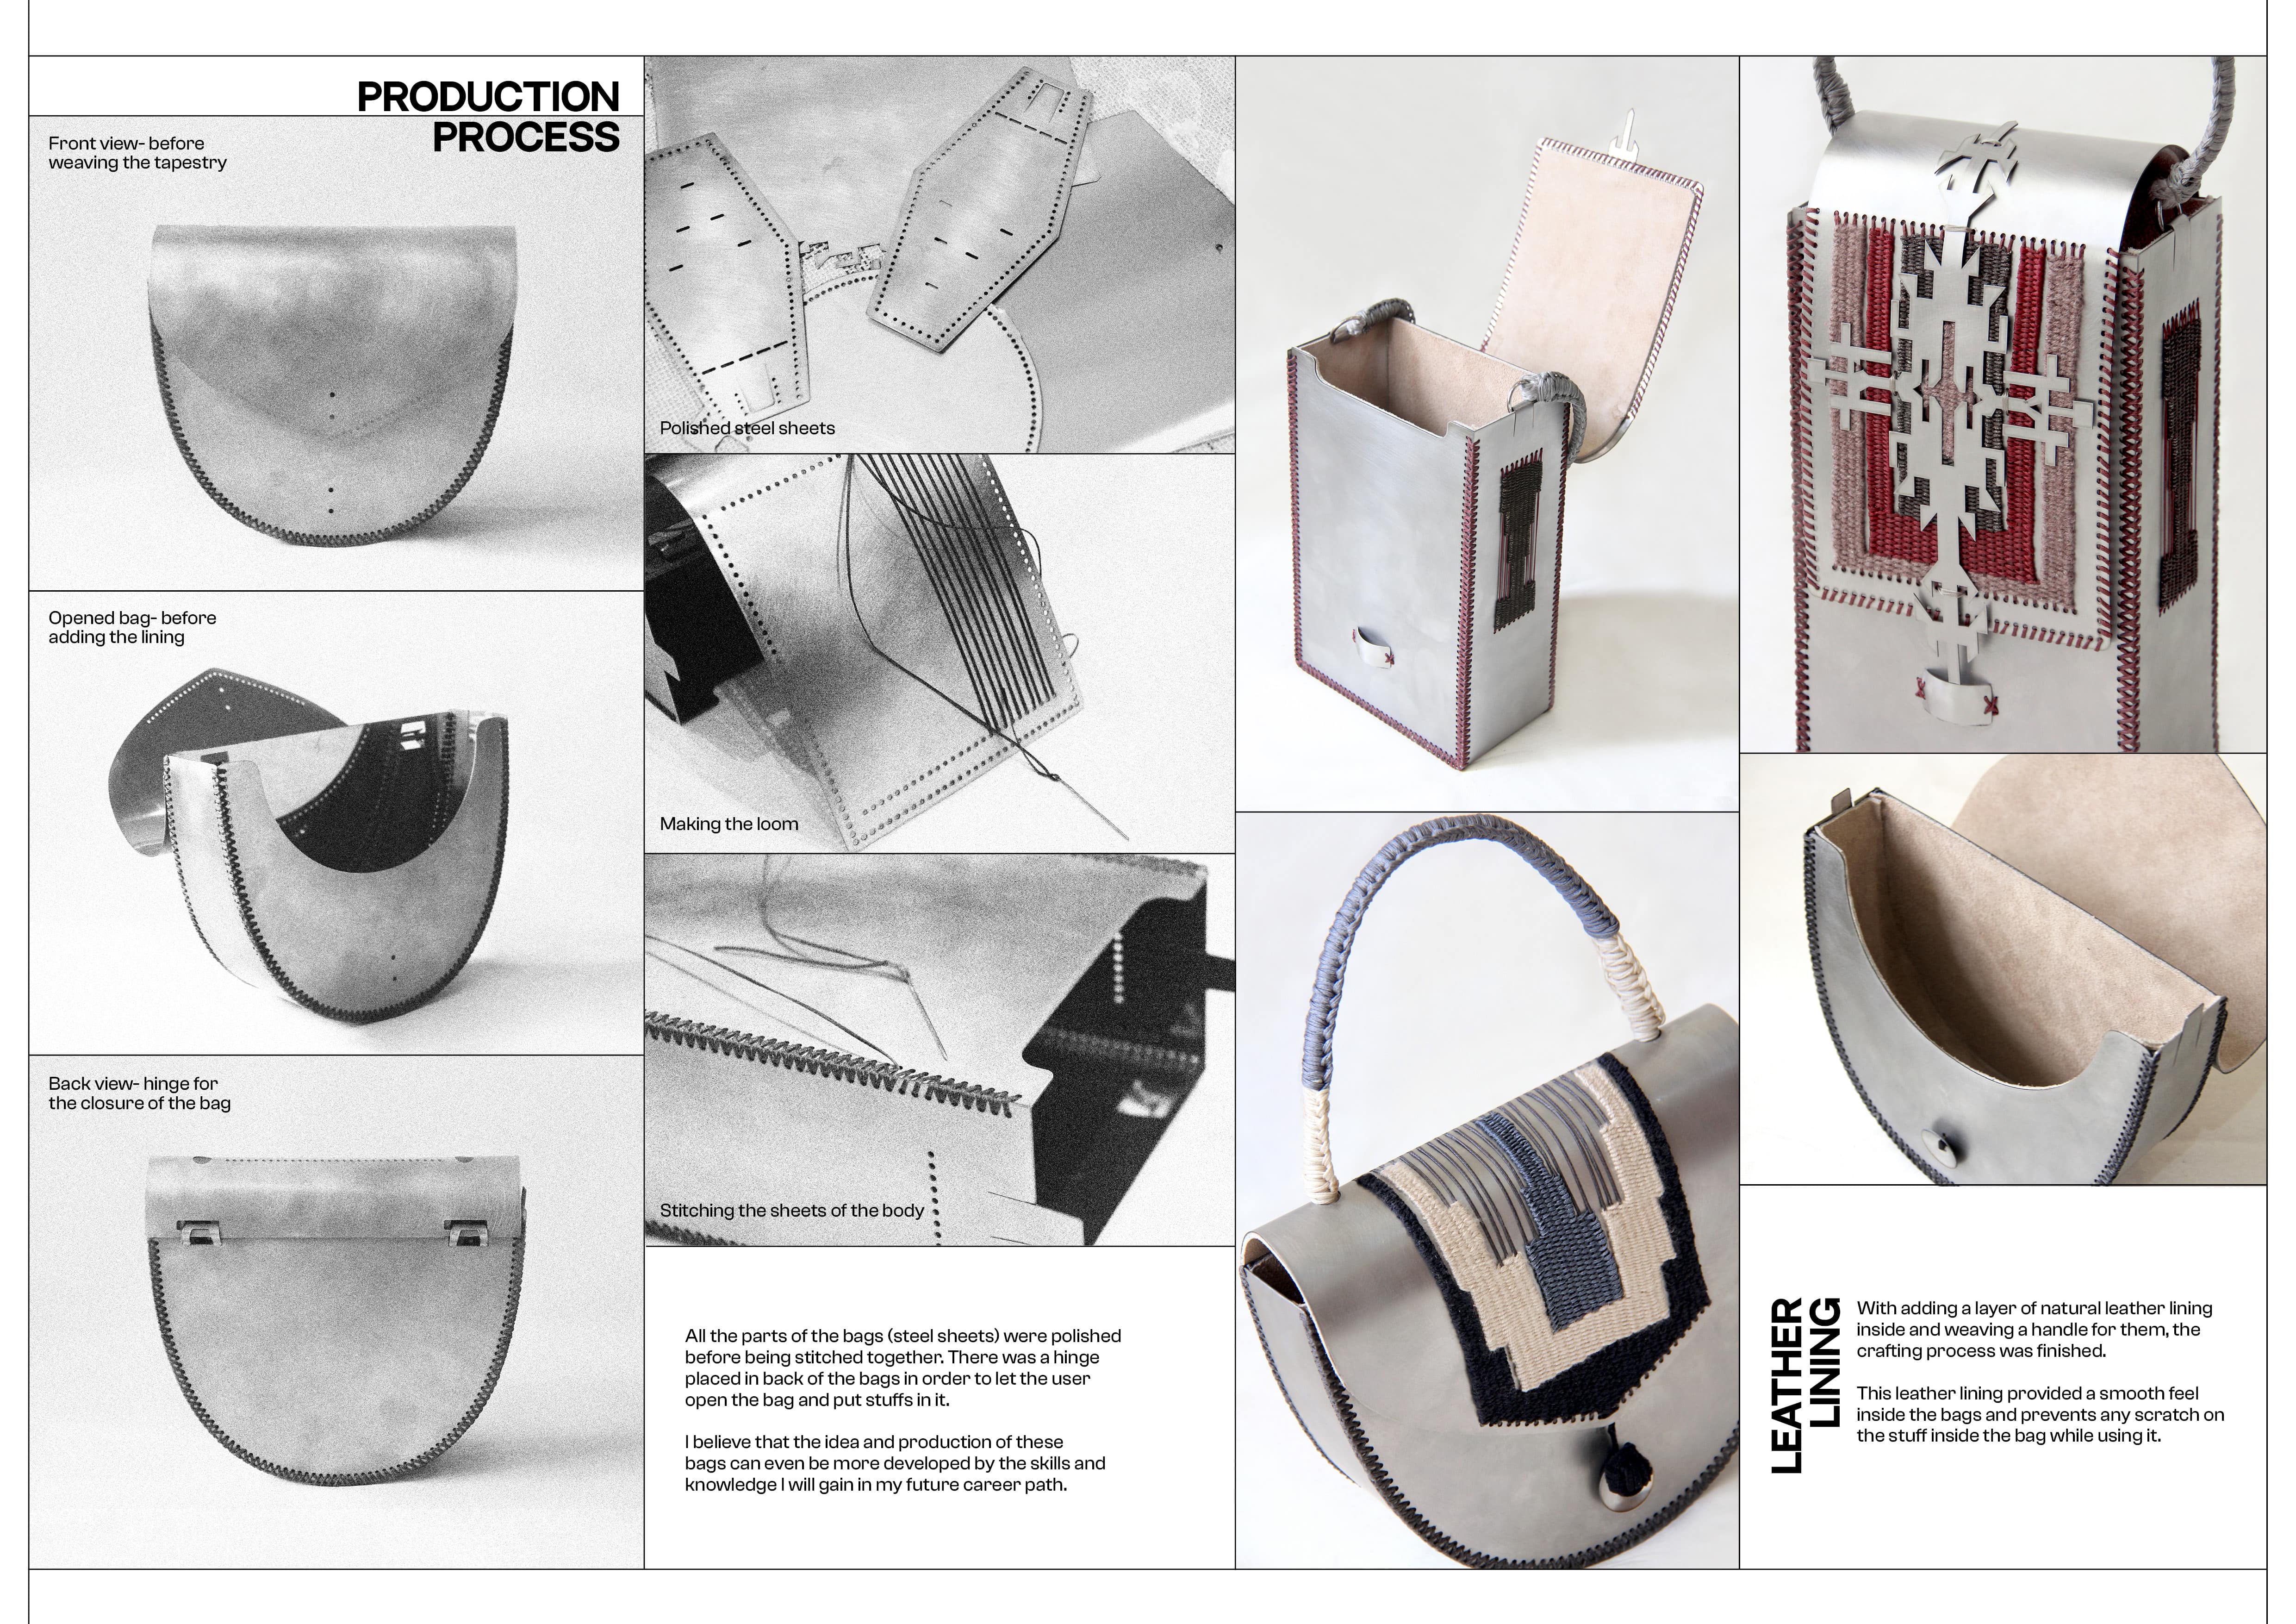 PRODUCTION
PROCESS
Front view- before
weaving the tapestry
Opened bag- before
adding the lining
Back view- hinge for
the closure of the bag
Polished steel sheets
Making the loom
Stitching the sheets of the body
All the parts of the bags (steel sheets) were polished
before being stitched together. There was a hinge
placed in back of the bags in order to let the user
open the bag and put stuffs in it.
I believe that the idea and production of these
bags can even be more developed by the skills and
knowledge I will gain in my future career path.
LEATHER
LINING
With adding a layer of natural leather lining
inside and weaving a handle for them, the
crafting process was finished.
This leather lining provided a smooth feel
inside the bags and prevents any scratch on
the stuff inside the bag while using it.